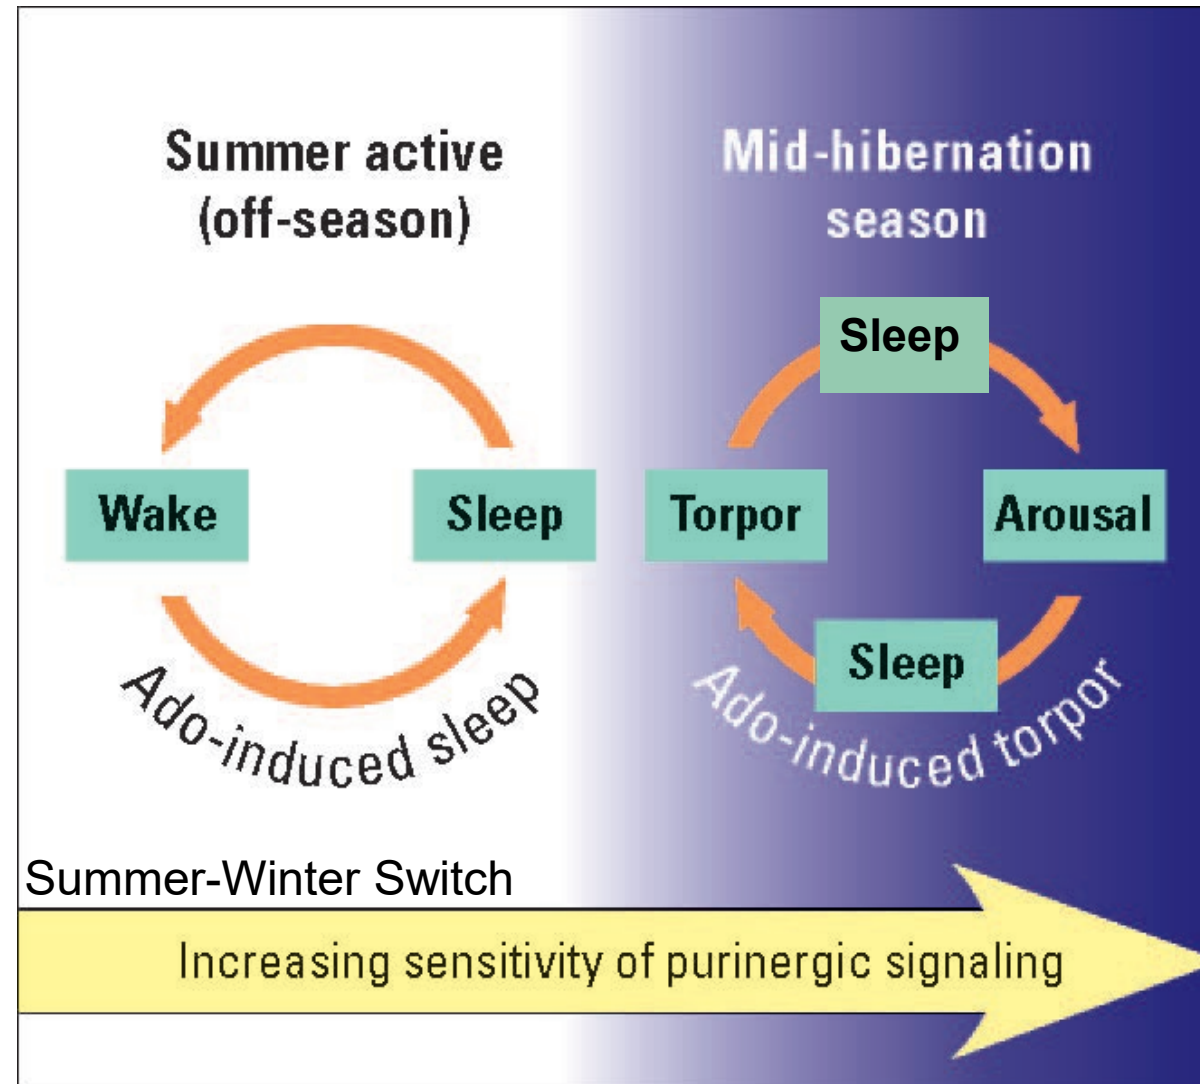 Summer active
(off-season)
Mid-hibernation
season
Wake
Sleep
Ado-induced sleep
Sleep
Torpor
Arousal
Sleep
Ado-induced torpor
Summer-Winter Switch
Increasing sensitivity of purinergic signaling